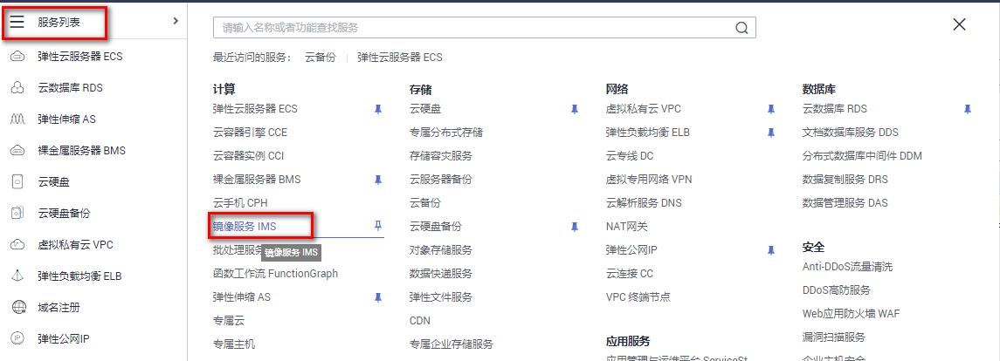 服务列表
弹性云服务器 ECS
云数据库 RDS
弹性伸缩 AS
裸金属服务器 BMS
云硬盘
云硬盘备份
虚拟私有云 VPC
弹性负载均衡 ELB
域名注册
弹性公网IP
请输入名称或者功能查找服务
最近访问的服务： 云备份 | 弹性云服务器 ECS
计算
弹性云服务器 ECS
云容器引擎 CCE
云容器实例 CCI
裸金属服务器 BMS
云手机 CPH
镜像服务 IMS
批处理服务
镜像服务 IMS
函数工作流 FunctionGraph
弹性伸缩 AS
专属云
专属主机
存储
云硬盘
专属分布式存储
存储容灾服务
云服务器备份
云备份
云硬盘备份
对象存储服务
数据快递服务
弹性文件服务
CDN
专属企业存储服务
网络
虚拟私有云 VPC
弹性负载均衡 ELB
云专线 DC
虚拟专用网络 VPN
云解析服务 DNS
NAT网关
弹性公网IP
云连接 CC
VPC 终端节点
应用服务
应用管理与运维平台 ServiceSt
数据库
云数据库 RDS
文档数据库服务 DDS
分布式数据库中间件 DDM
数据复制服务 DRS
数据管理服务 DAS
安全
Anti-DDoS流量清洗
DDoS高防服务
Web应用防火墙 WAF
漏洞扫描服务
企业主机安全